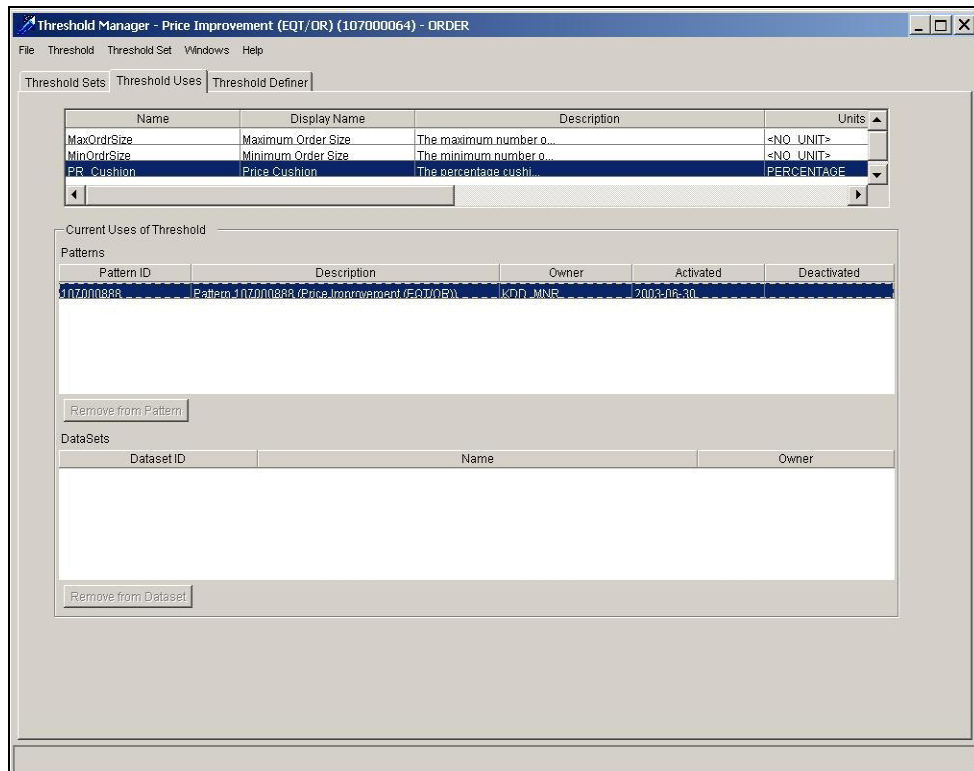 Threshold Manager - Price Improvement (EQT/OR) (107000064) - ORDER
File Threshold Threshold Set Windows Help
Threshold Sets Threshold Uses Threshold Definer
Name Display Name Description Units
MaxOrdrSize Maximum Order Size The maximum number o... <NO_UNIT>
MinOrdrSize Minimum Order Size The minimum number o... <NO_UNIT>
PR_Cushion Price Cushion The percentage cushi... PERCENTAGE
Current Uses of Threshold
Patterns
Pattern ID Description Owner Activated Deactivated
107000888 Pattern 107000888 (Price Improvement (EQT/OR)) KDD_MNR 2003-06-30
Remove from Pattern
DataSets
Dataset ID Name Owner
Remove from Dataset